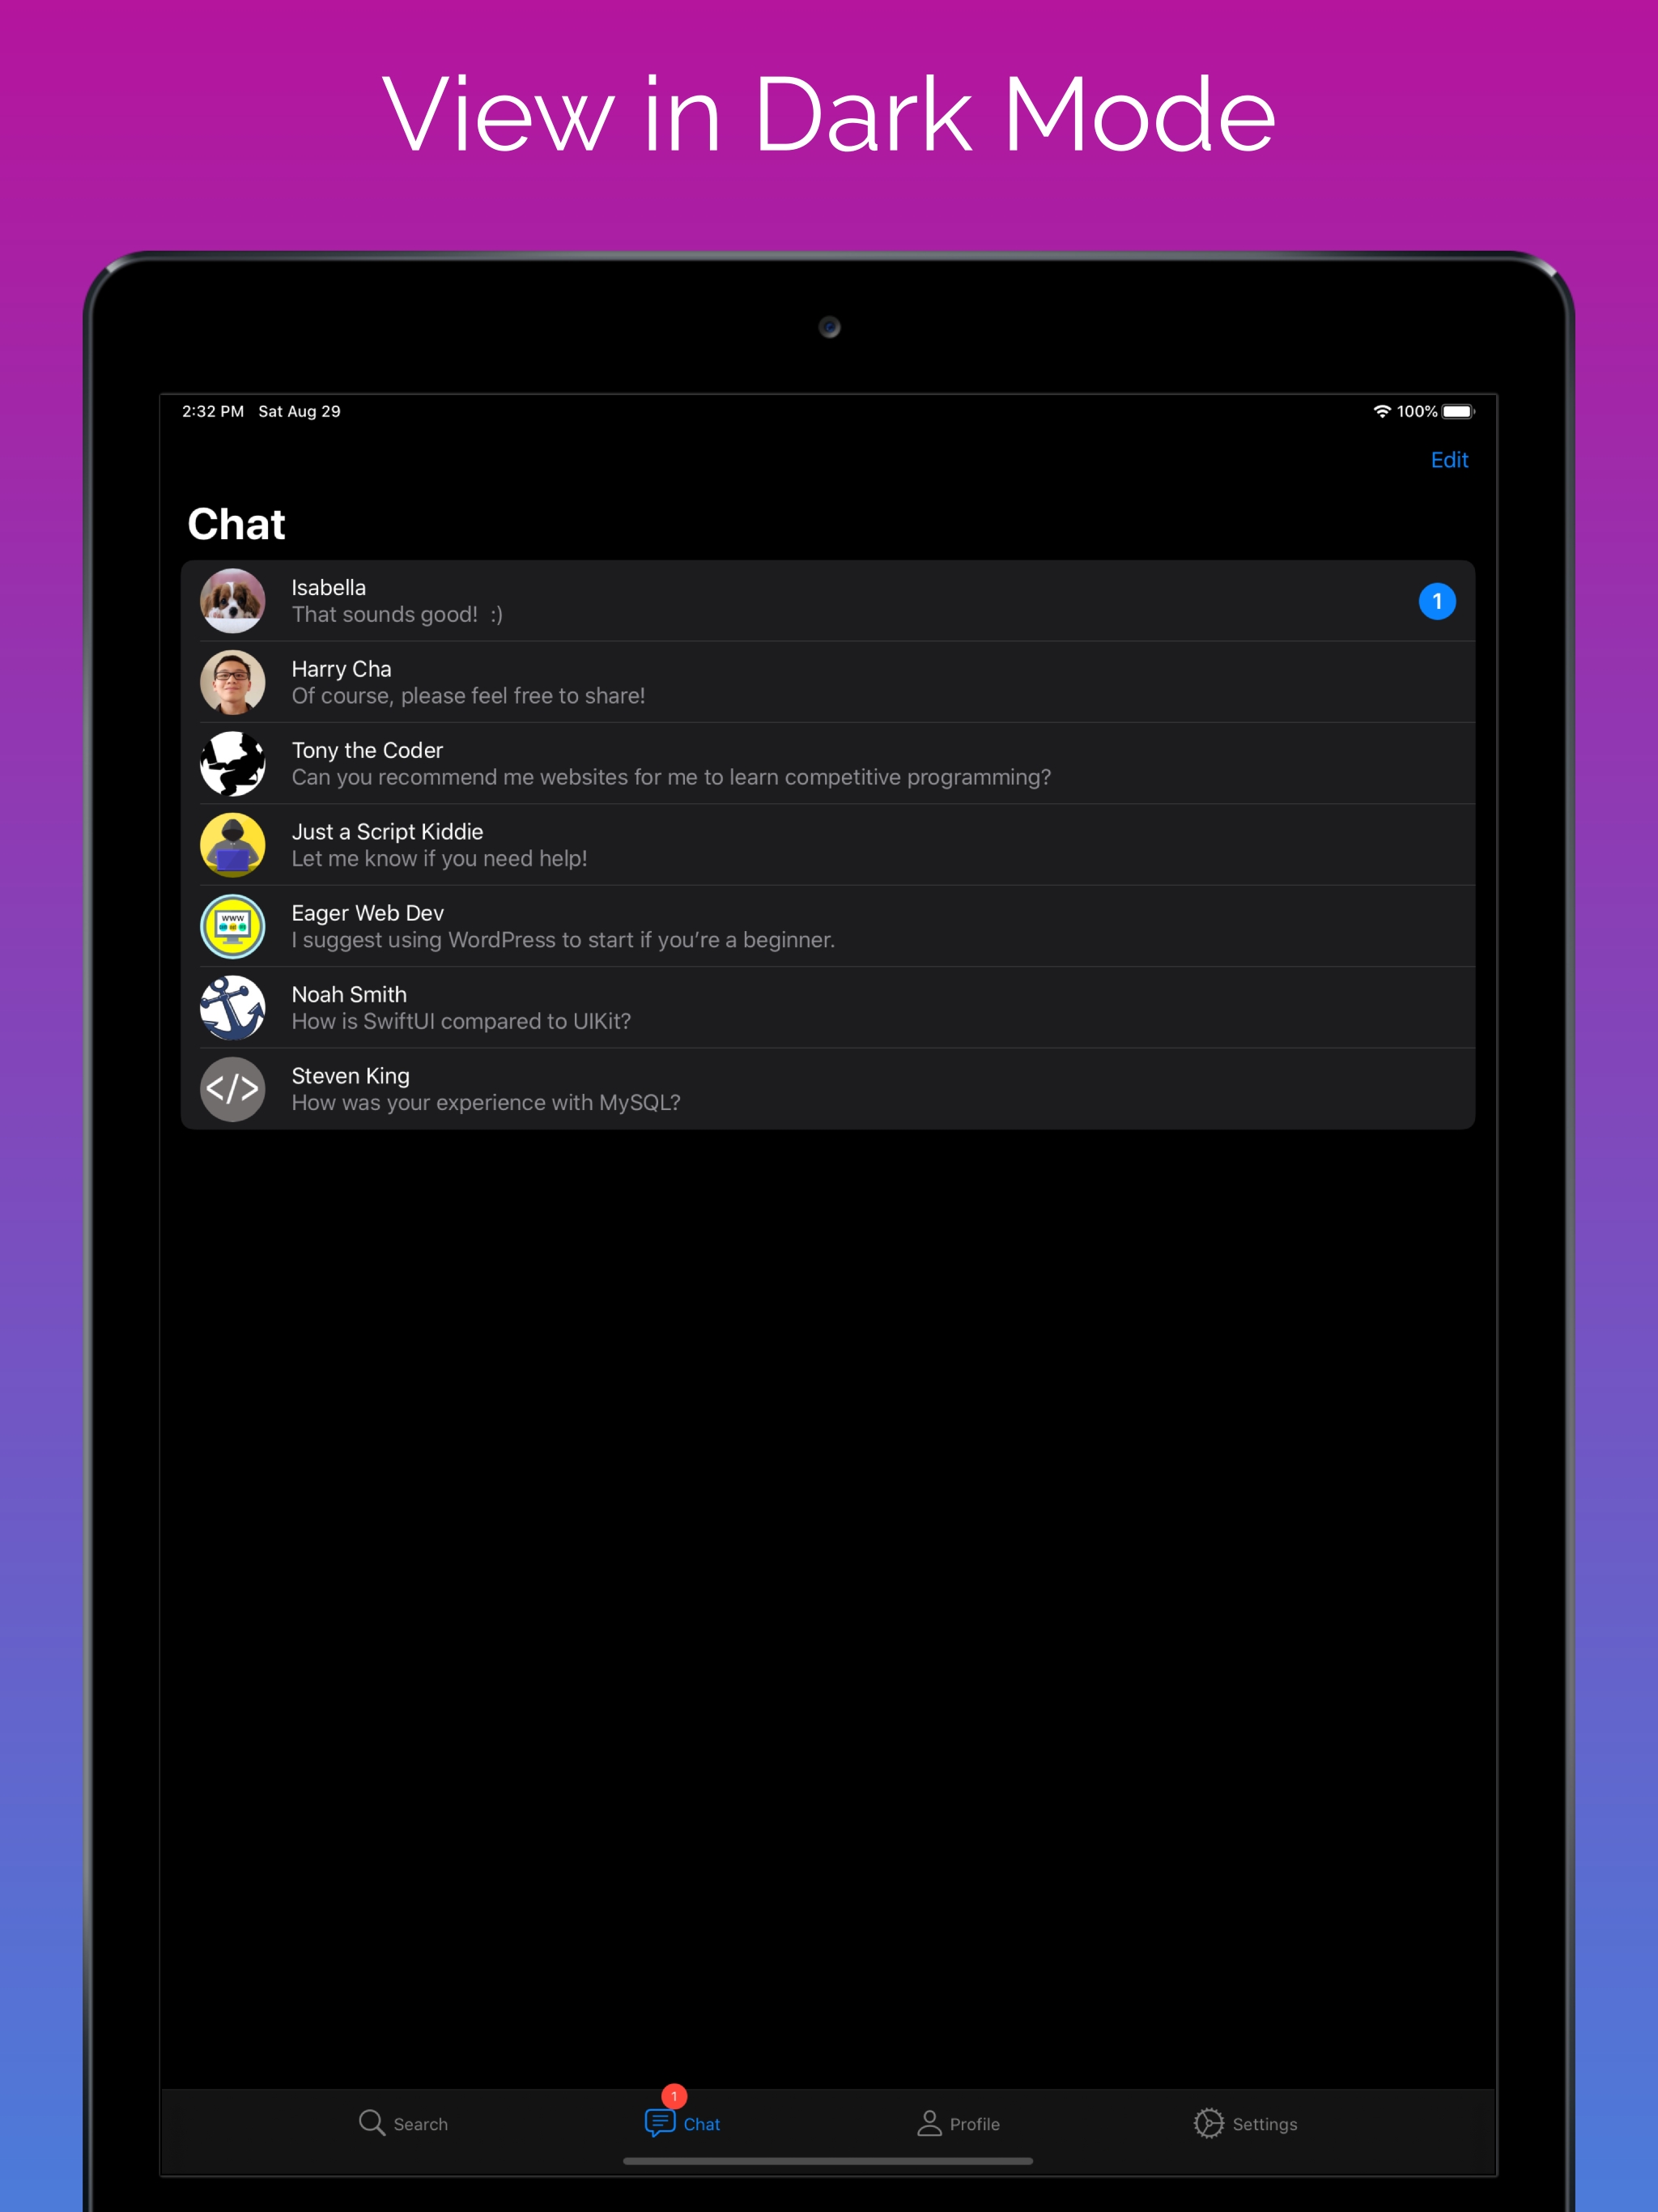 View in Dark Mode
2:32 PM Sat Aug 29
100%
Edit
Chat
Isabella
That sounds good!  :)
1
Harry Cha
Of course, please feel free to share!
Tony the Coder
Can you recommend me websites for me to learn competitive programming?
Just a Script Kiddie
Let me know if you need help!
WWW
Eager Web Dev
I suggest using WordPress to start if you’re a beginner.
Noah Smith
How is SwiftUI compared to UIKit?
</>
Steven King
How was your experience with MySQL?
Search
1
Chat
Profile
Settings